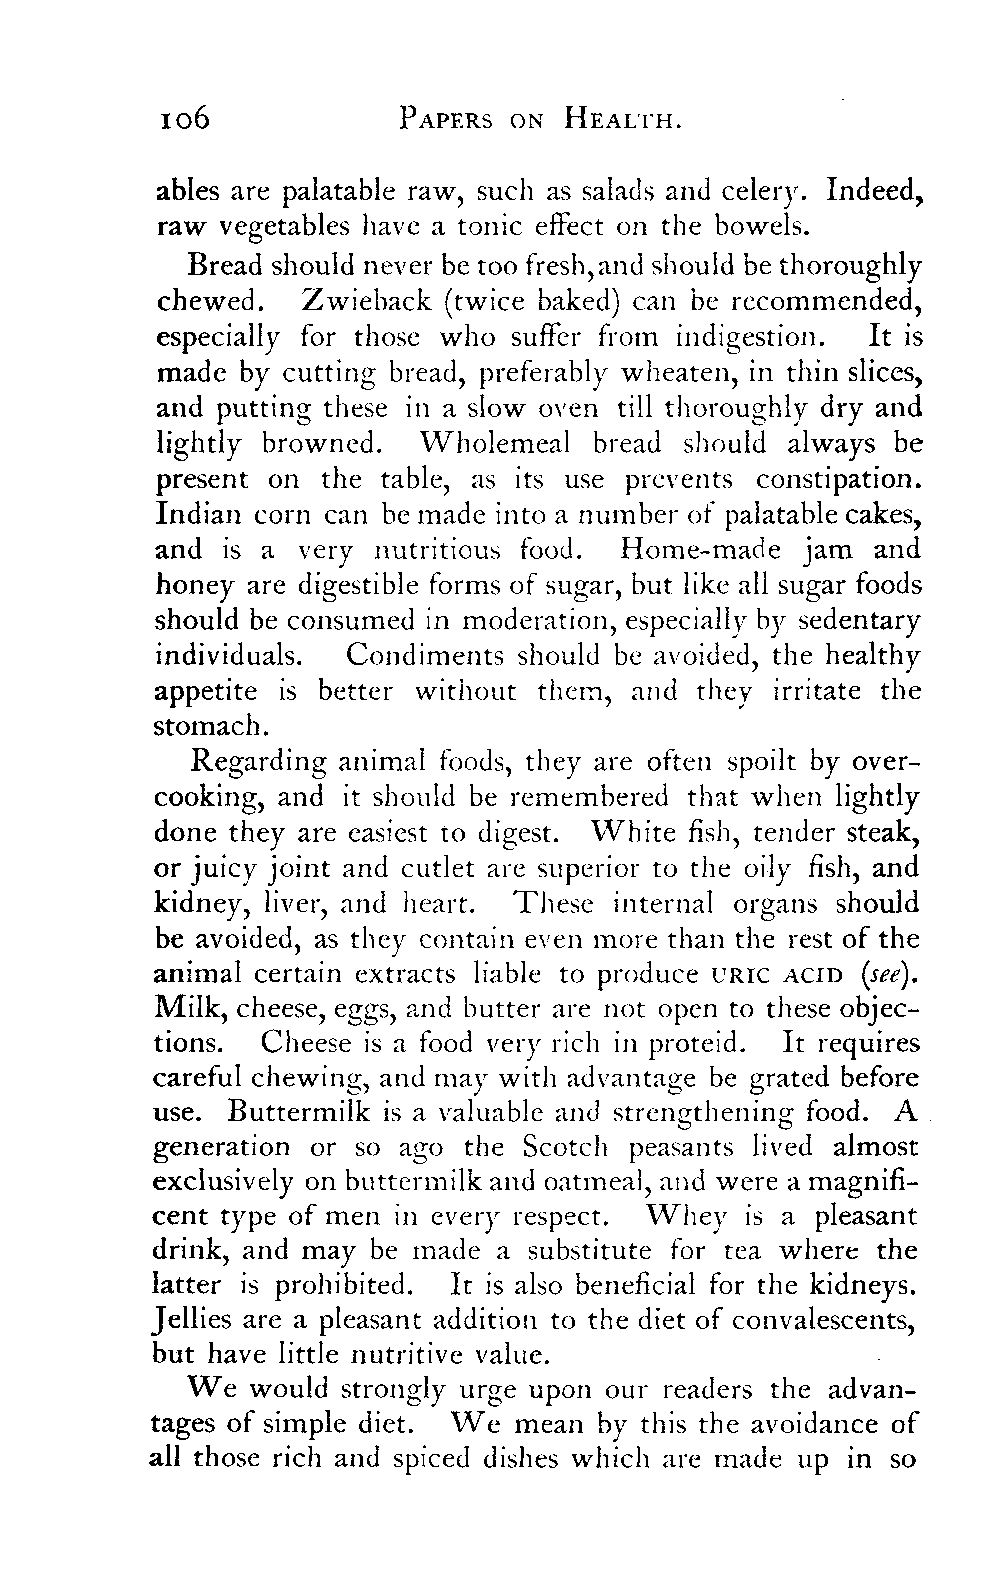 106 PAPERS ON HEALTH.
ables are palatable raw, such as salads and celery. Indeed,
raw vegetables have a tonic effect on the bowels.
Bread should never be too fresh, and should be thoroughly
chewed. Zwieback (twice baked) can be recommended,
especially for those who suffer from indigestion. It is
made by cutting bread, preferably wheaten, in thin slices,
and putting these in a slow oven till thoroughly dry and
lightly browned. Wholemeal bread should always be
present on the table, as its use prevents constipation.
Indian corn can be made into a number of palatable cakes,
and is a very nutritious food. Home-made jam and
honey are digestible forms of sugar, but like all sugar foods
should be consumed in moderation, especially by sedentary
individuals. Condiments should be avoided, the healthy
appetite is better without them, and they irritate the
stomach.
Regarding animal foods, they are often spoilt by over-
cooking, and it should be remembered that when lightly
done they are easiest to digest. White fish, tender steak,
or juicy joint and cutlet are superior to the oily fish, and
kidney, liver, and heart. These internal organs should
be avoided, as they contain even more than the rest of the
animal certain extracts liable to produce URIC ACID (see).
Milk, cheese, eggs, and butter are not open to these objec-
tions. Cheese is a food very rich in proteid. It requires
careful chewing, and may with advantage be grated before
use. Buttermilk is a valuable and strengthening food. A
generation or so ago the Scotch peasants lived almost
exclusively on buttermilk and oatmeal, and were a magnifi-
cent type of men in every respect. Whey is a pleasant
drink, and may be made a substitute for tea where the
latter is prohibited. It is also beneficial for the kidneys.
Jellies are a pleasant addition to the diet of convalescents,
but have little nutritive value.
We would strongly urge upon our readers the advan-
tages of simple diet. We mean by this the avoidance of
all those rich and spiced dishes which are made up in so